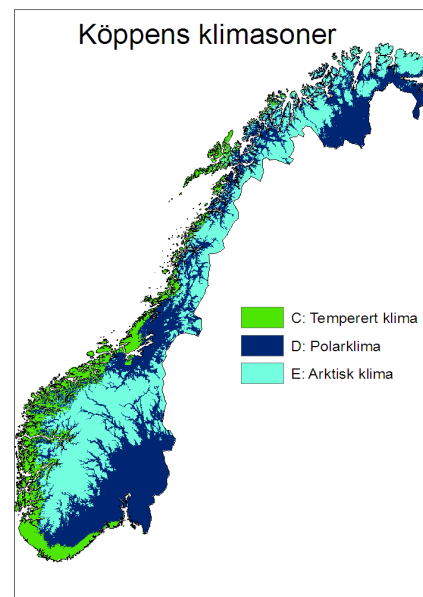 Köppens klimasoner
C: Temperert klima
D: Polarklima
E: Arktisk klima